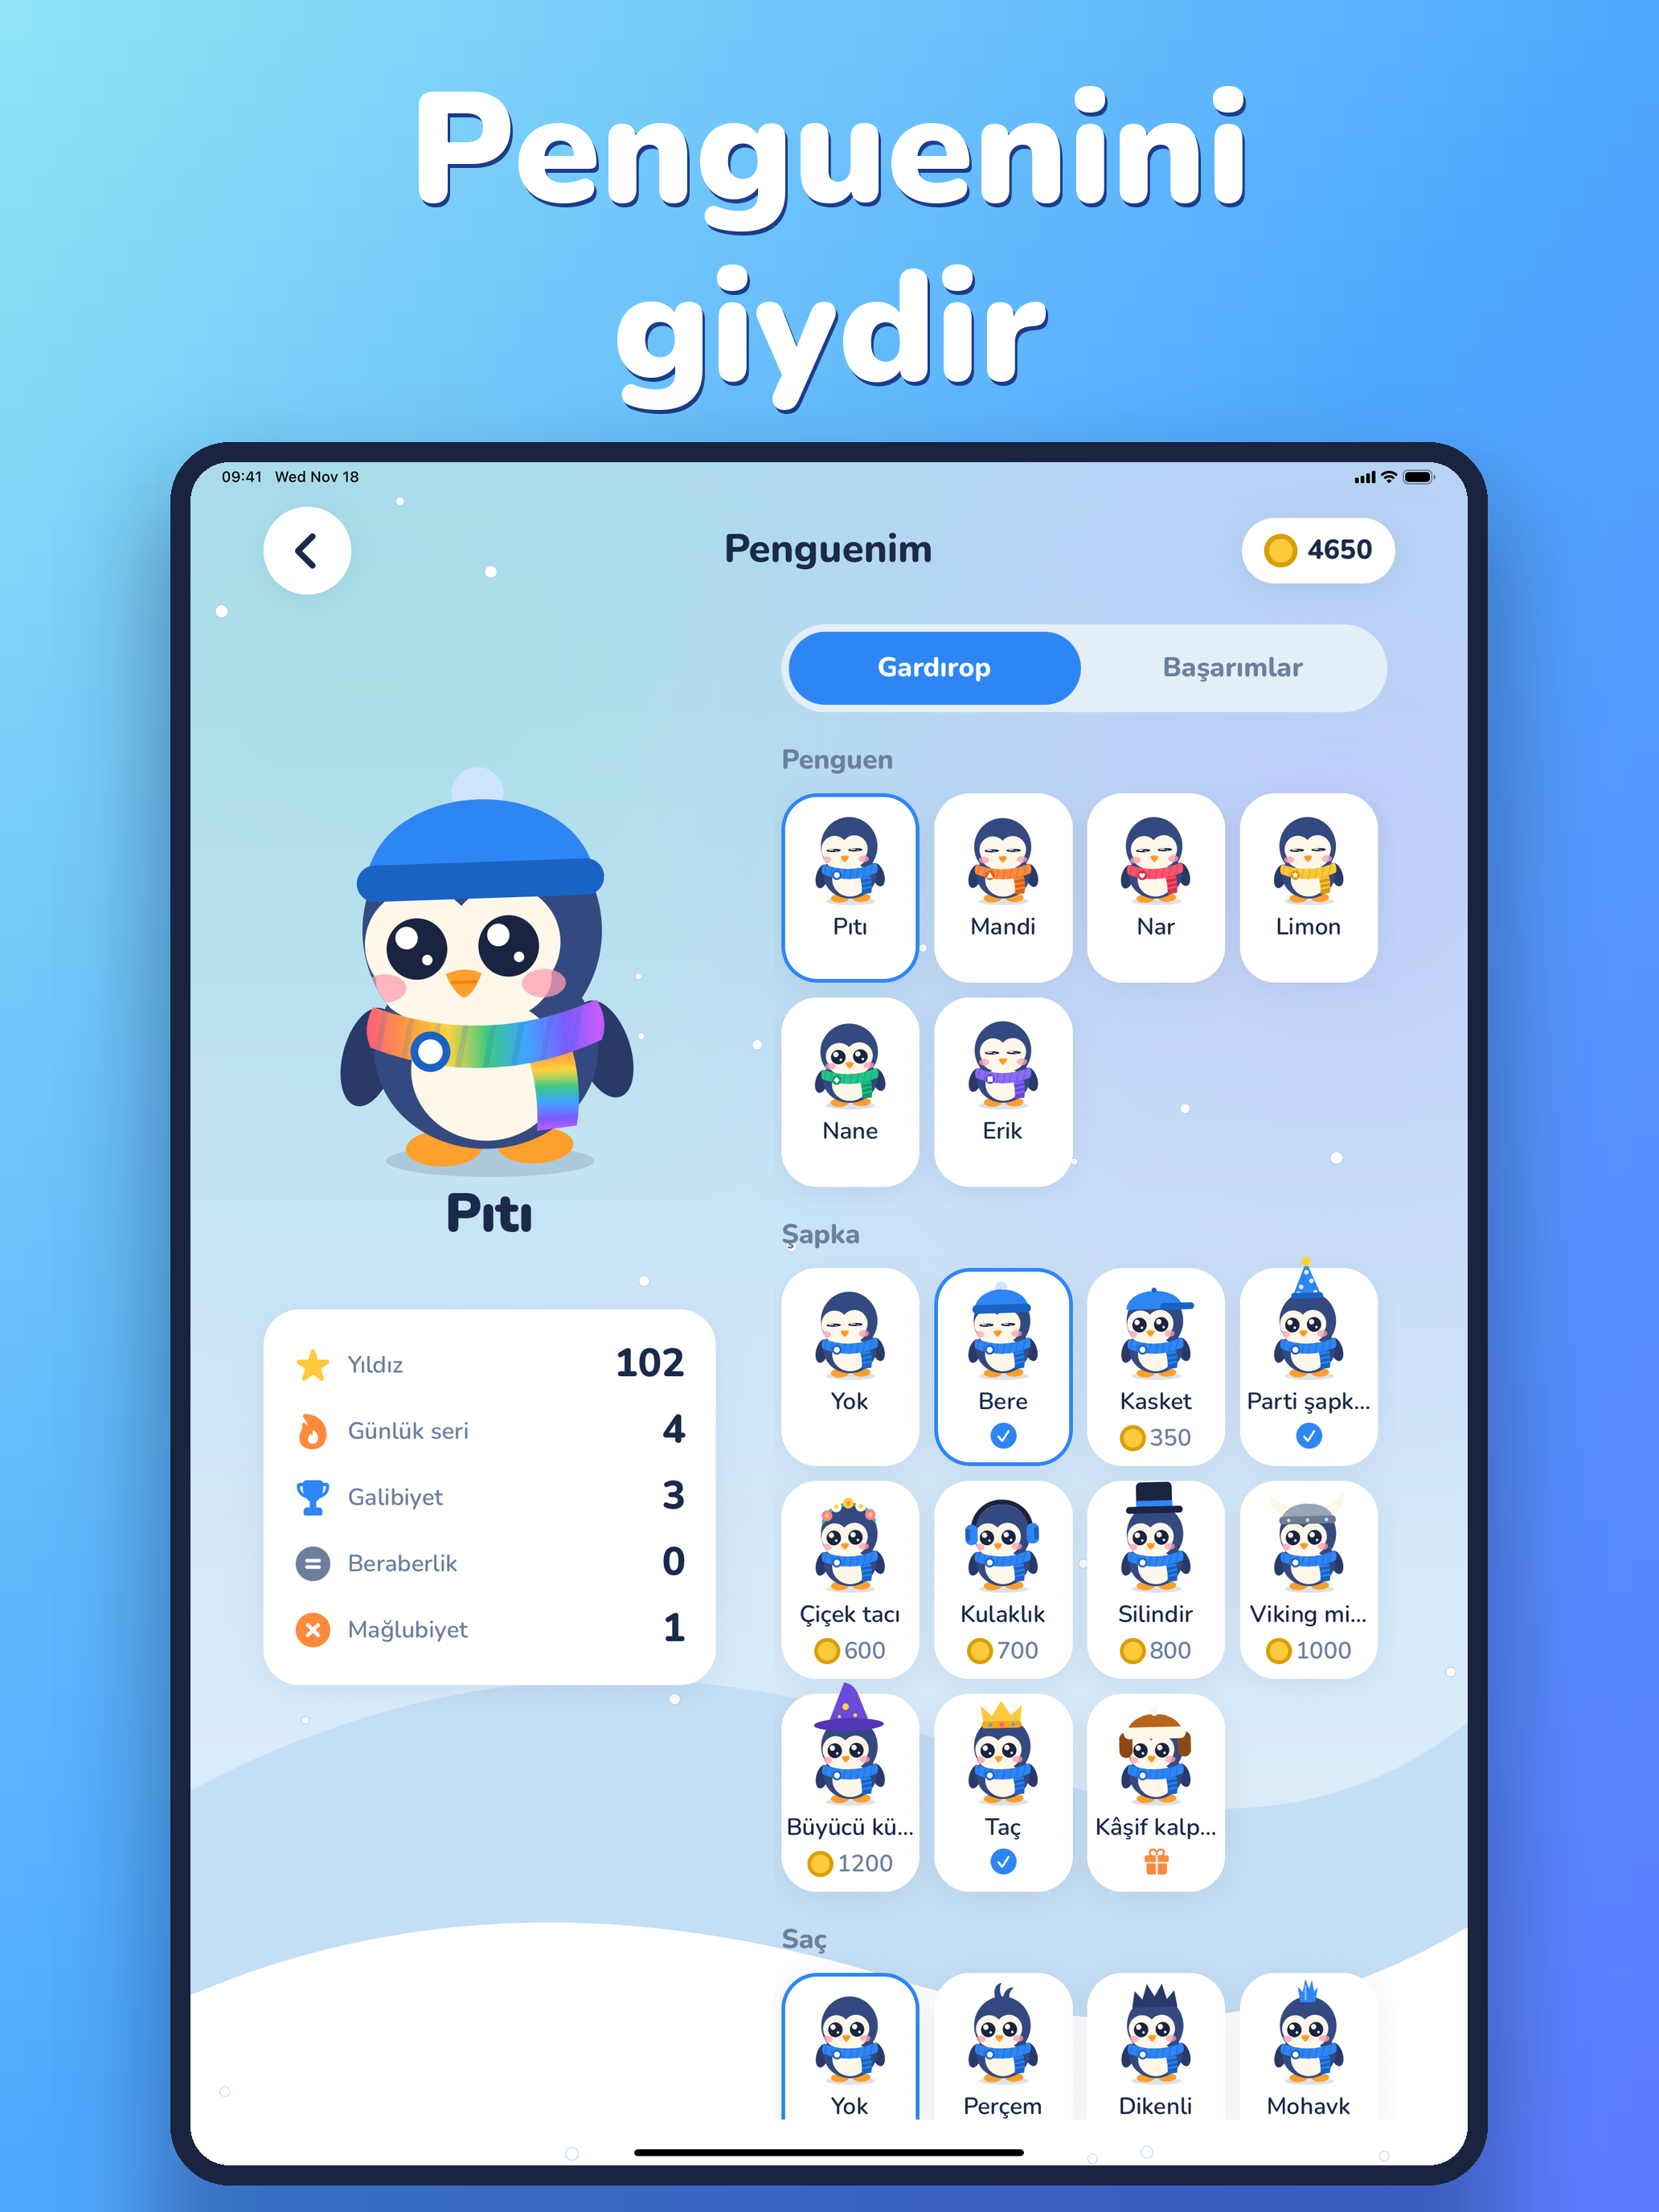 Penguenini
giydir
09:41 Wed Nov 18
Penguenim
4650
Gardırop
Başarımlar
Penguen
Pıtı
Mandi
Nar
Limon
Nane
Erik
Pıtı
Yıldız 102
Günlük seri 4
Galibiyet 3
Beraberlik 0
Mağlubiyet 1
Şapka
Yok
Bere
Kasket
350
Parti şapk...
Çiçek tacı
600
Kulaklık
700
Silindir
800
Viking mi...
1000
Büyücü kü...
1200
Taç
Kâşif kalp...
Saç
Yok
Perçem
Dikenli
Mohavk